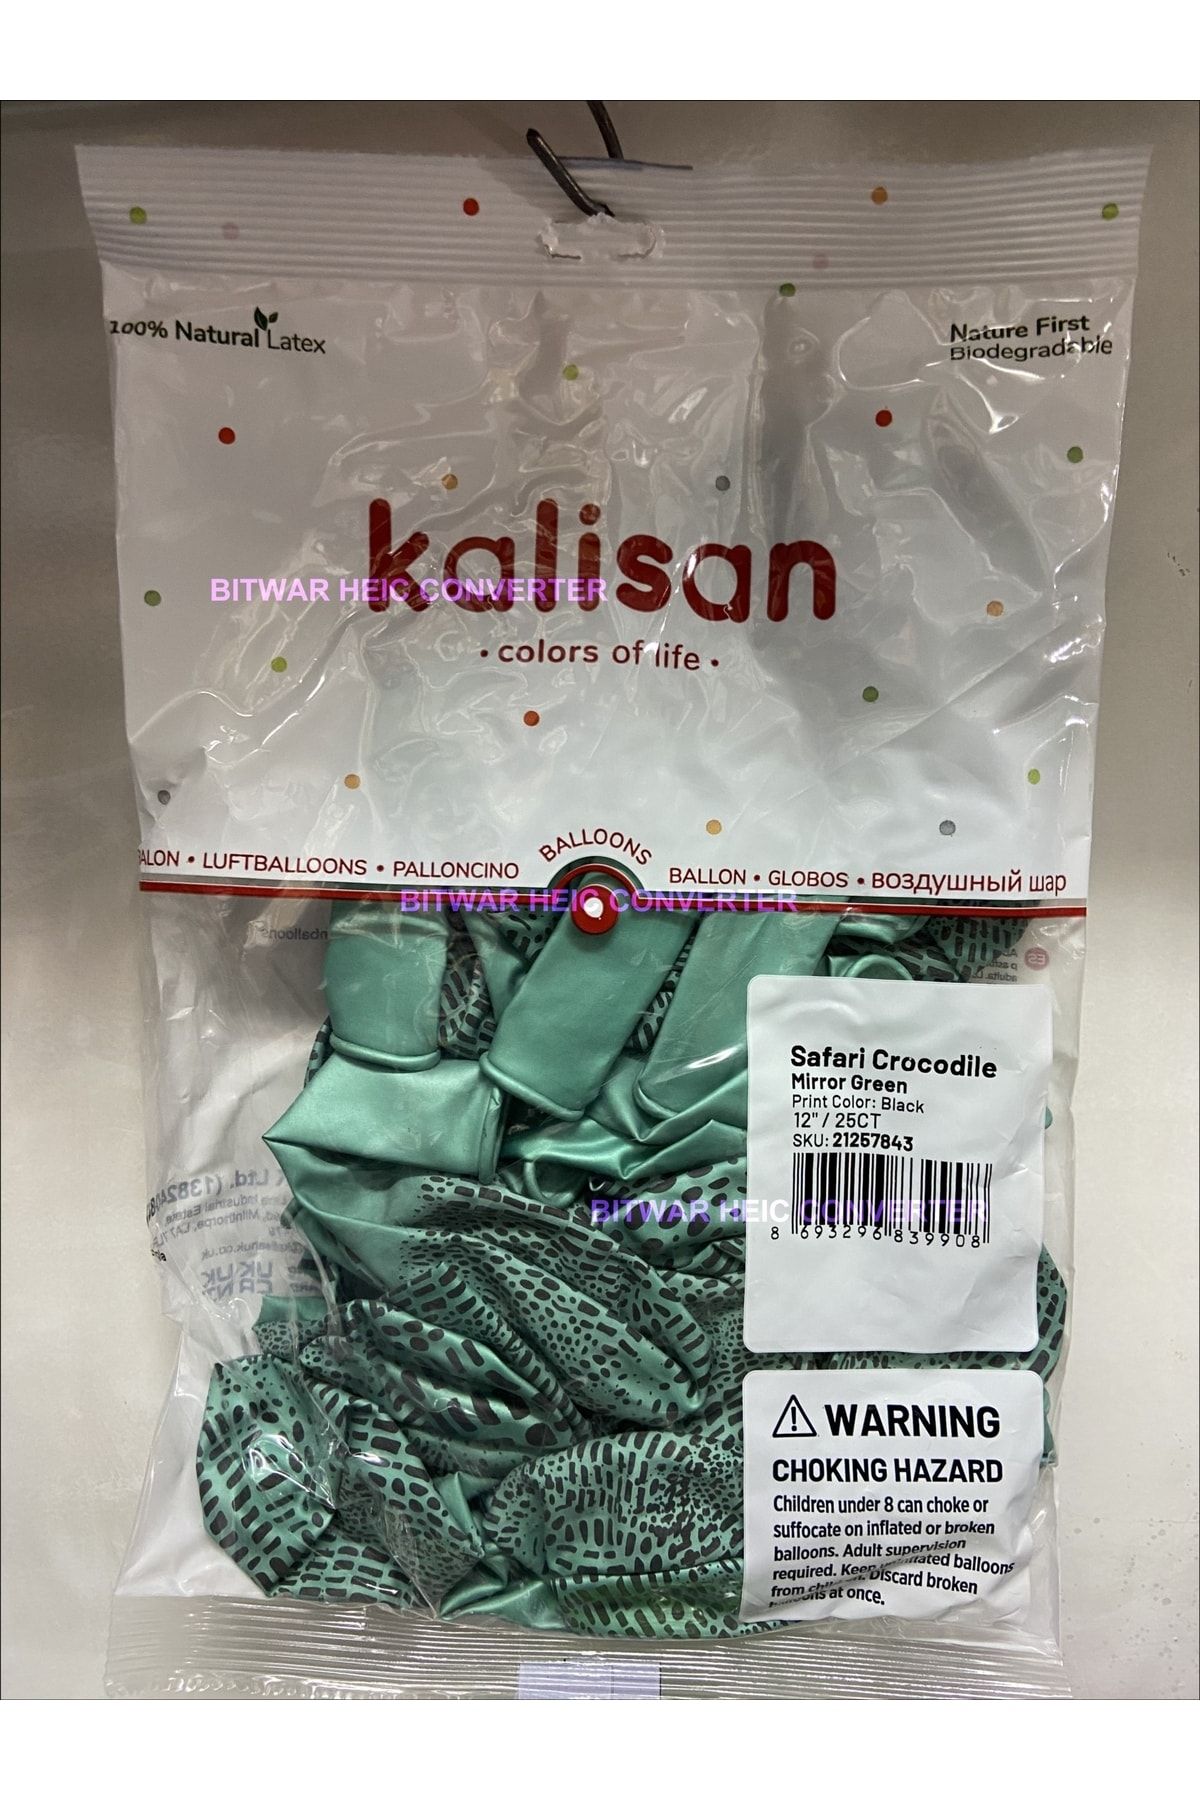 100% Natural Latex
Nature First
Biodegradable
kalisan
BITWAR HEIC CONVERTER
• colors of life •
BALLOONS
ALON • LUFTBALLOONS • PALLONCINO
BALLON • GLOBOS • ВОЗДУШНЫЙ шар
BITWAR HEIC CONVERTER
ES
Safari Crocodile
Mirror Green
Print Color: Black
12" / 25CT
SKU: 21257843
BITWAR HEIC CONVERTER
8 693296 839908
⚠ WARNING
CHOKING HAZARD
Children under 8 can choke or
suffocate on inflated or broken
balloons. Adult supervision
required. Keep uninflated balloons
from Discard broken
balloons at once.